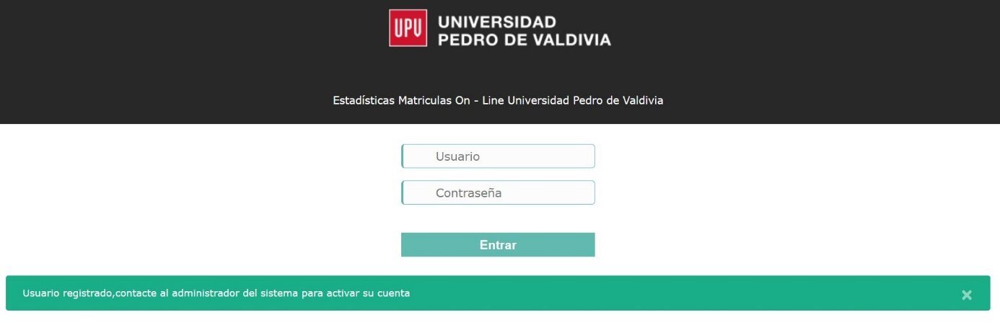 UPV
UNIVERSIDAD
PEDRO DE VALDIVIA
Estadísticas Matriculas On - Line Universidad Pedro de Valdivia
Usuario
Contraseña
Entrar
Usuario registrado,contacte al administrador del sistema para activar su cuenta
×